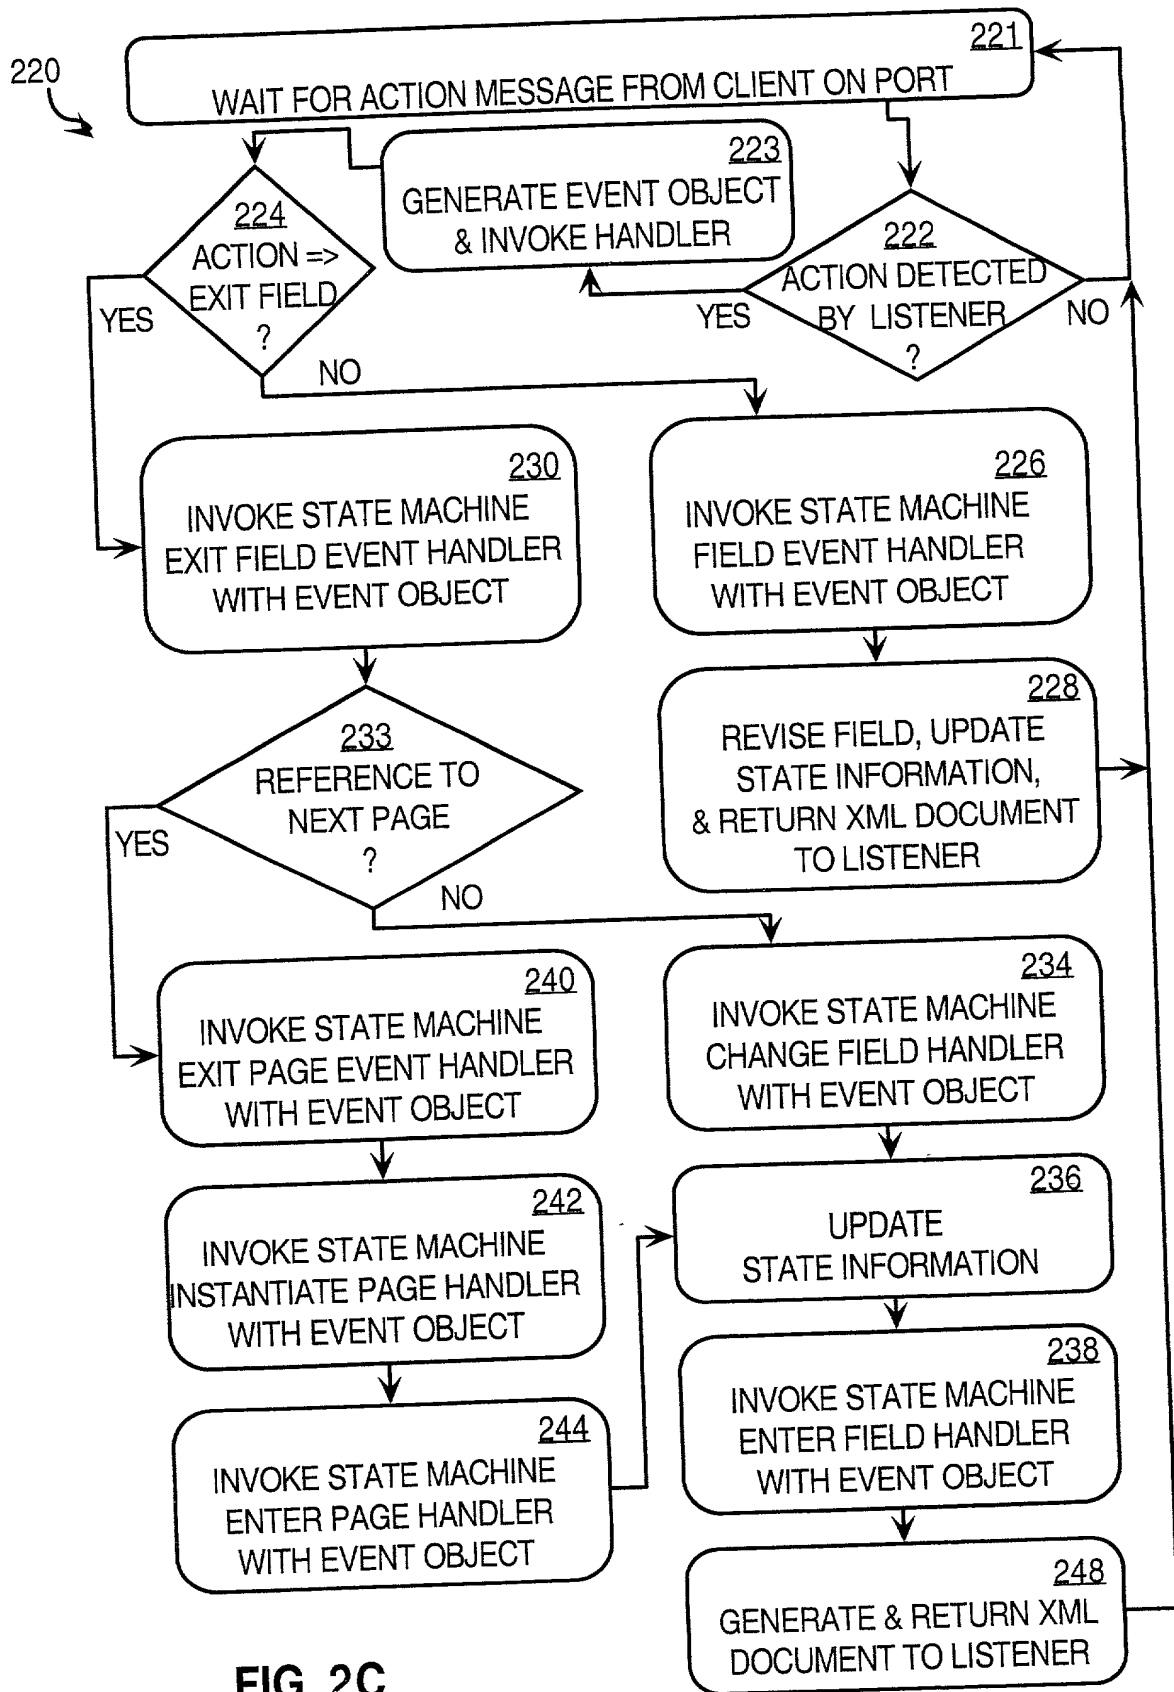 220
221
WAIT FOR ACTION MESSAGE FROM CLIENT ON PORT
223
GENERATE EVENT OBJECT
& INVOKE HANDLER
224
ACTION =>
EXIT FIELD
?
YES
NO
222
ACTION DETECTED
BY LISTENER
?
YES
NO
230
INVOKE STATE MACHINE
EXIT FIELD EVENT HANDLER
WITH EVENT OBJECT
226
INVOKE STATE MACHINE
FIELD EVENT HANDLER
WITH EVENT OBJECT
228
REVISE FIELD, UPDATE
STATE INFORMATION,
& RETURN XML DOCUMENT
TO LISTENER
233
REFERENCE TO
NEXT PAGE
?
YES
NO
240
INVOKE STATE MACHINE
EXIT PAGE EVENT HANDLER
WITH EVENT OBJECT
234
INVOKE STATE MACHINE
CHANGE FIELD HANDLER
WITH EVENT OBJECT
242
INVOKE STATE MACHINE
INSTANTIATE PAGE HANDLER
WITH EVENT OBJECT
236
UPDATE
STATE INFORMATION
244
INVOKE STATE MACHINE
ENTER PAGE HANDLER
WITH EVENT OBJECT
238
INVOKE STATE MACHINE
ENTER FIELD HANDLER
WITH EVENT OBJECT
248
GENERATE & RETURN XML
DOCUMENT TO LISTENER
FIG. 2C